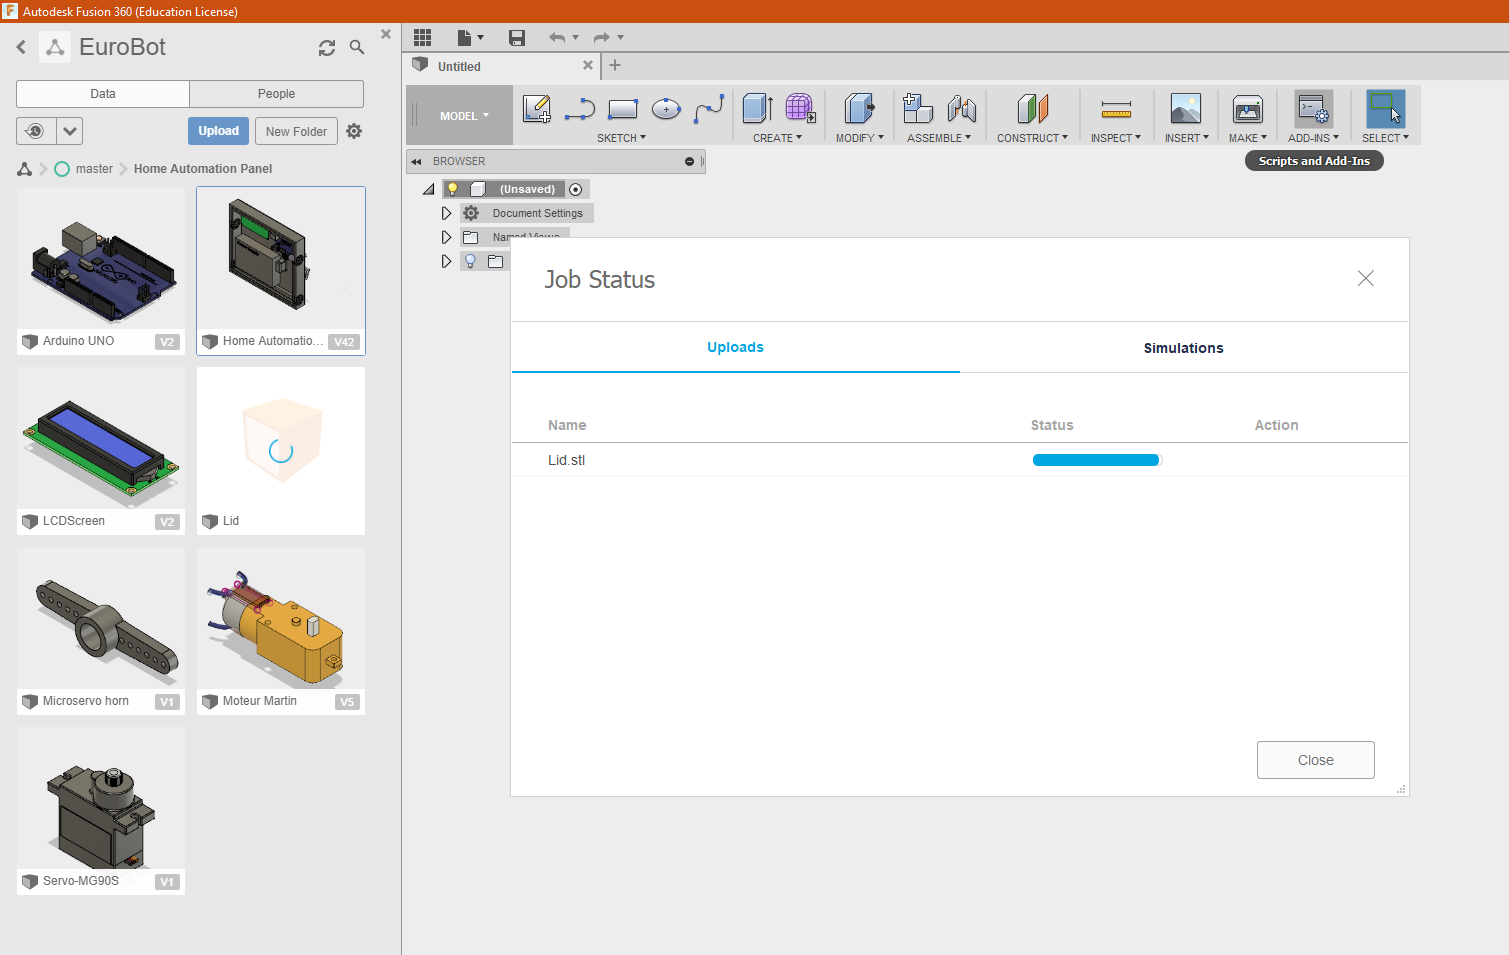 Autodesk Fusion 360 (Education License)
EuroBot
Data
People
Upload
New Folder
master
Home Automation Panel
Arduino UNO
V2
Home Automatio...
V42
LCDScreen
V2
Lid
Microservo horn
V1
Moteur Martin
V5
Servo-MG90S
V1
Untitled
MODEL
SKETCH
CREATE
MODIFY
ASSEMBLE
CONSTRUCT
INSPECT
INSERT
MAKE
ADD-INS
SELECT
Scripts and Add-Ins
BROWSER
(Unsaved)
Document Settings
Named Views
Job Status
Uploads
Simulations
Name
Status
Action
Lid.stl
Close